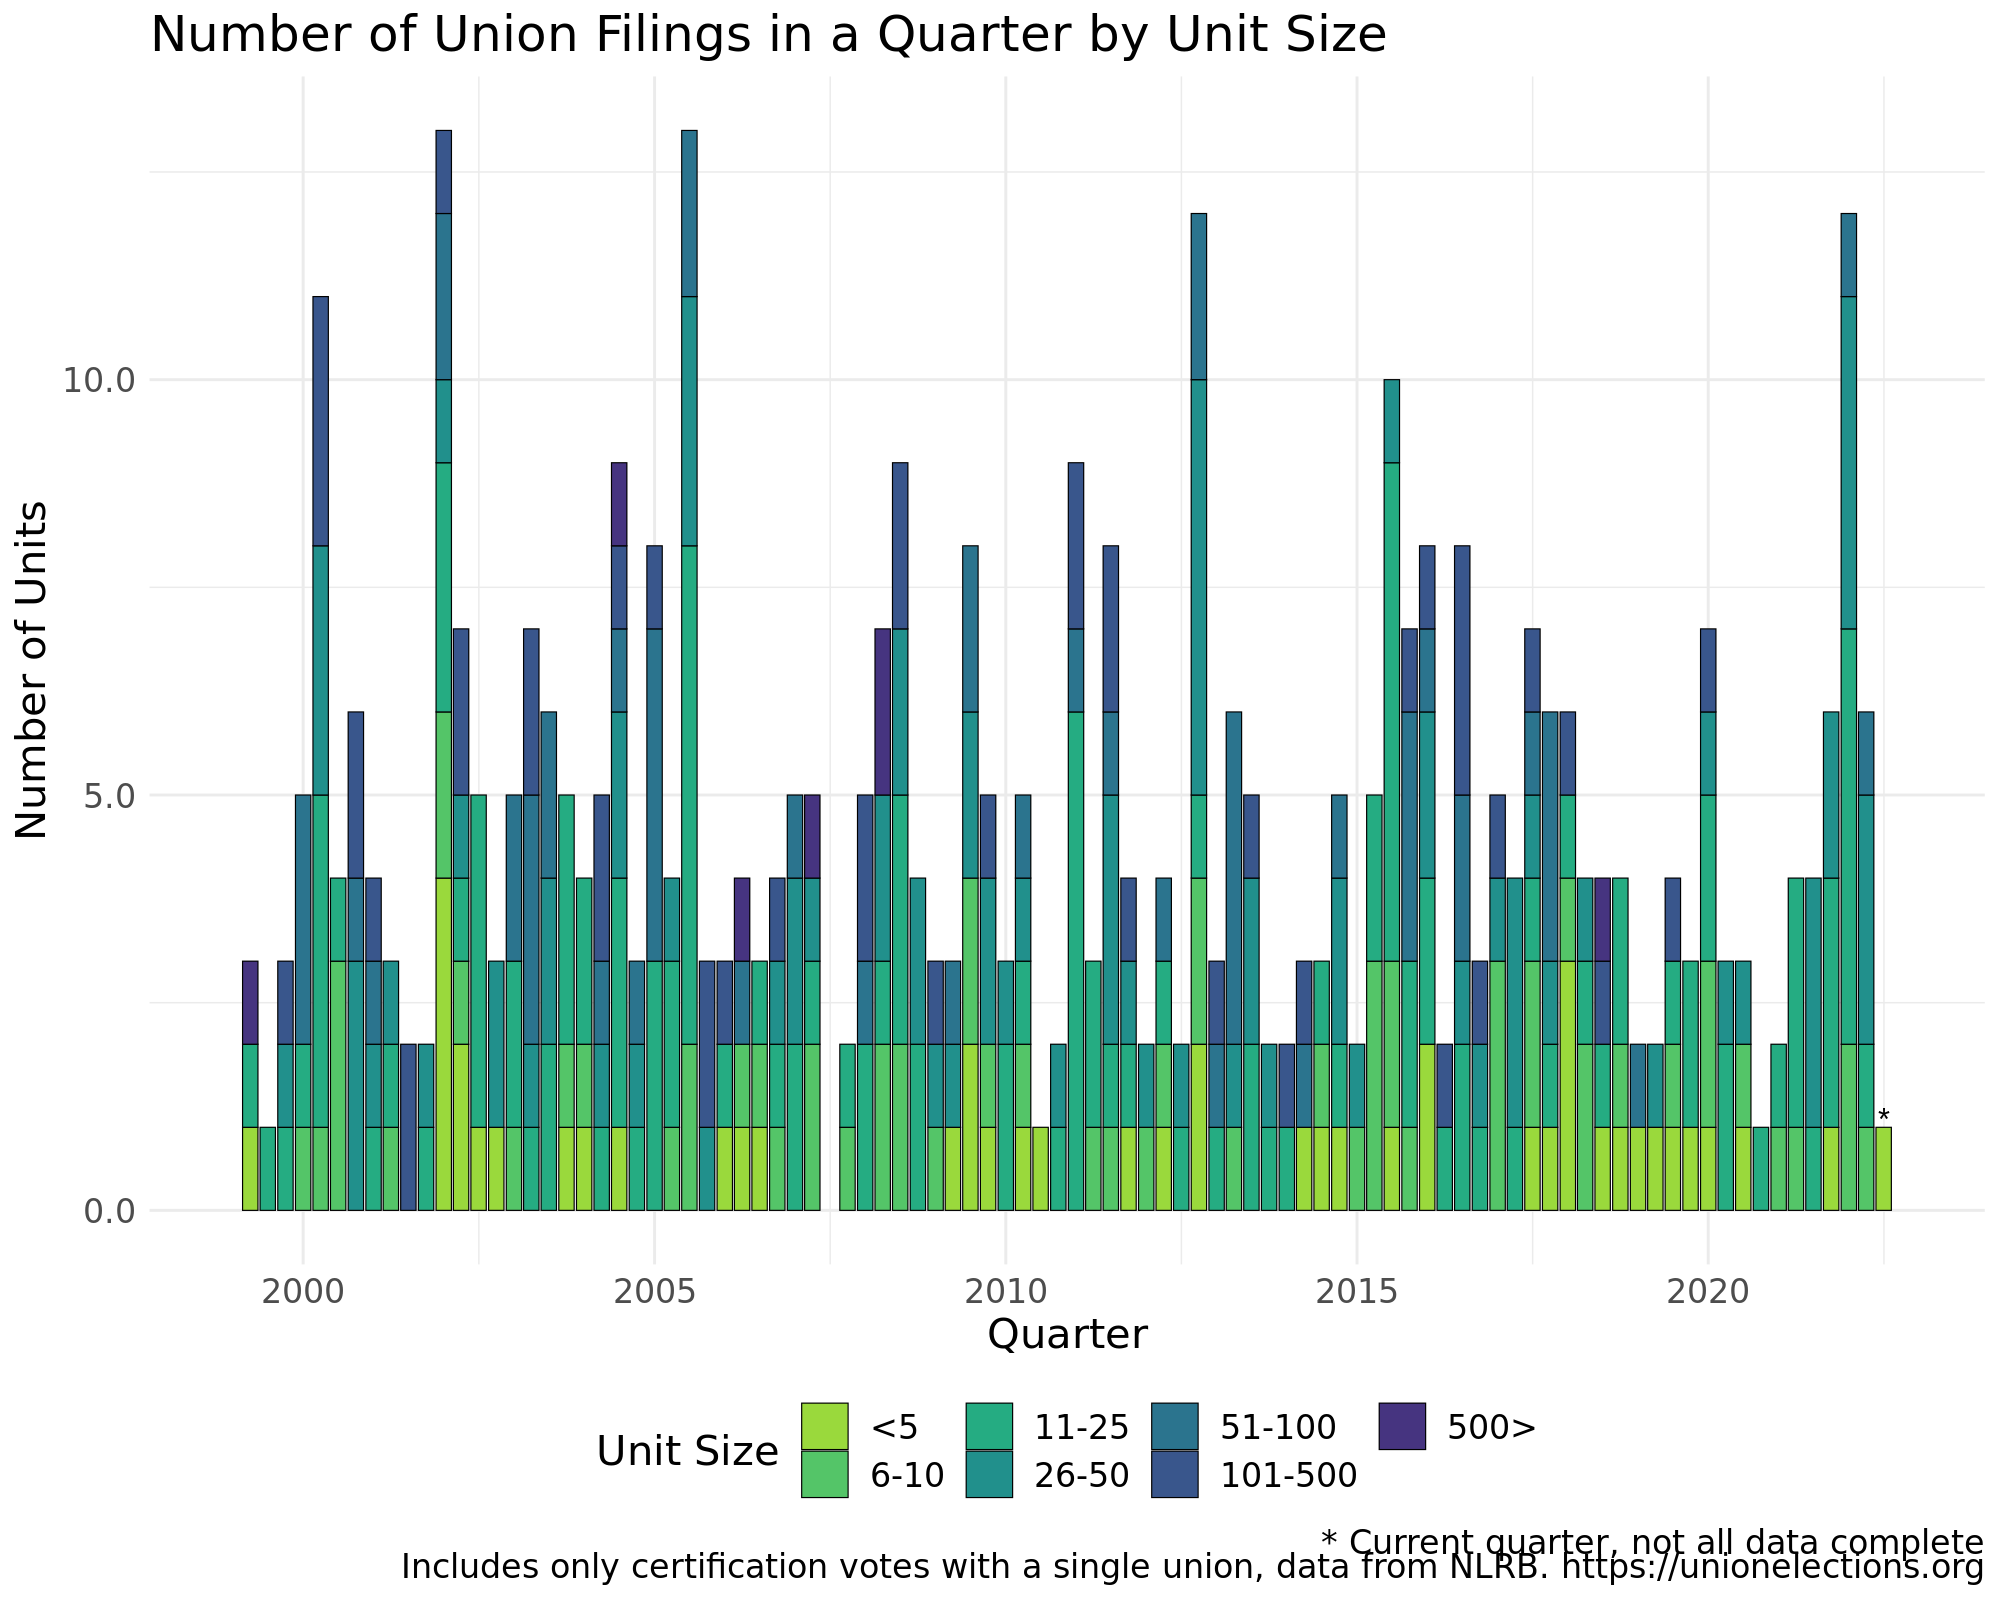 Number of Union Filings in a Quarter by Unit Size
Number of Units
10.0
5.0
0.0
*
2000 2005 2010 2015 2020
Quarter
Unit Size
<5 11-25 51-100 500>
6-10 26-50 101-500
* Current quarter, not all data complete
Includes only certification votes with a single union, data from NLRB. https://unionelections.org